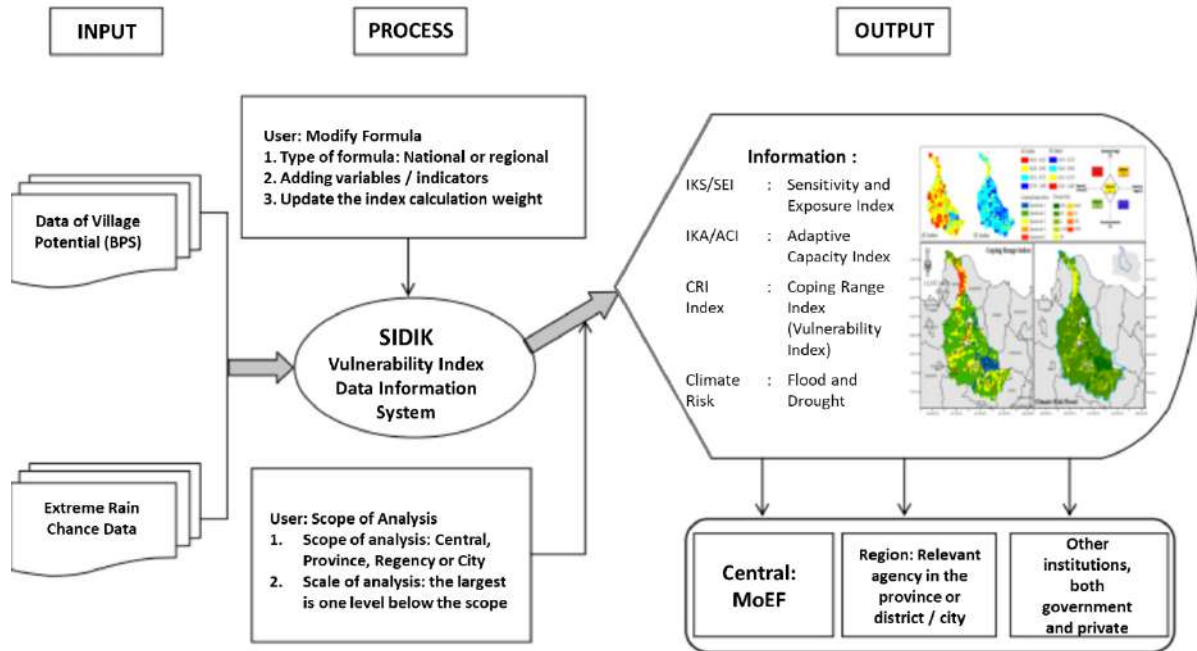 INPUT
PROCESS
OUTPUT
Data of Village
Potential (BPS)
Extreme Rain
Chance Data
User: Modify Formula
1. Type of formula: National or regional
2. Adding variables / indicators
3. Update the index calculation weight
SIDIK
Vulnerability Index
Data Information
System
User: Scope of Analysis
1. Scope of analysis: Central,
Province, Regency or City
2. Scale of analysis: the largest
is one level below the scope
Information :
IKS/SEI : Sensitivity and
Exposure Index
IKA/ACI : Adaptive
Capacity Index
CRI : Coping Range
Index Index
(Vulnerability
Index)
Climate : Flood and
Risk Drought
Coping Range Index
Central:
MoEF
Region: Relevant
agency in the
province or
district / city
Other
institutions,
both
government
and private